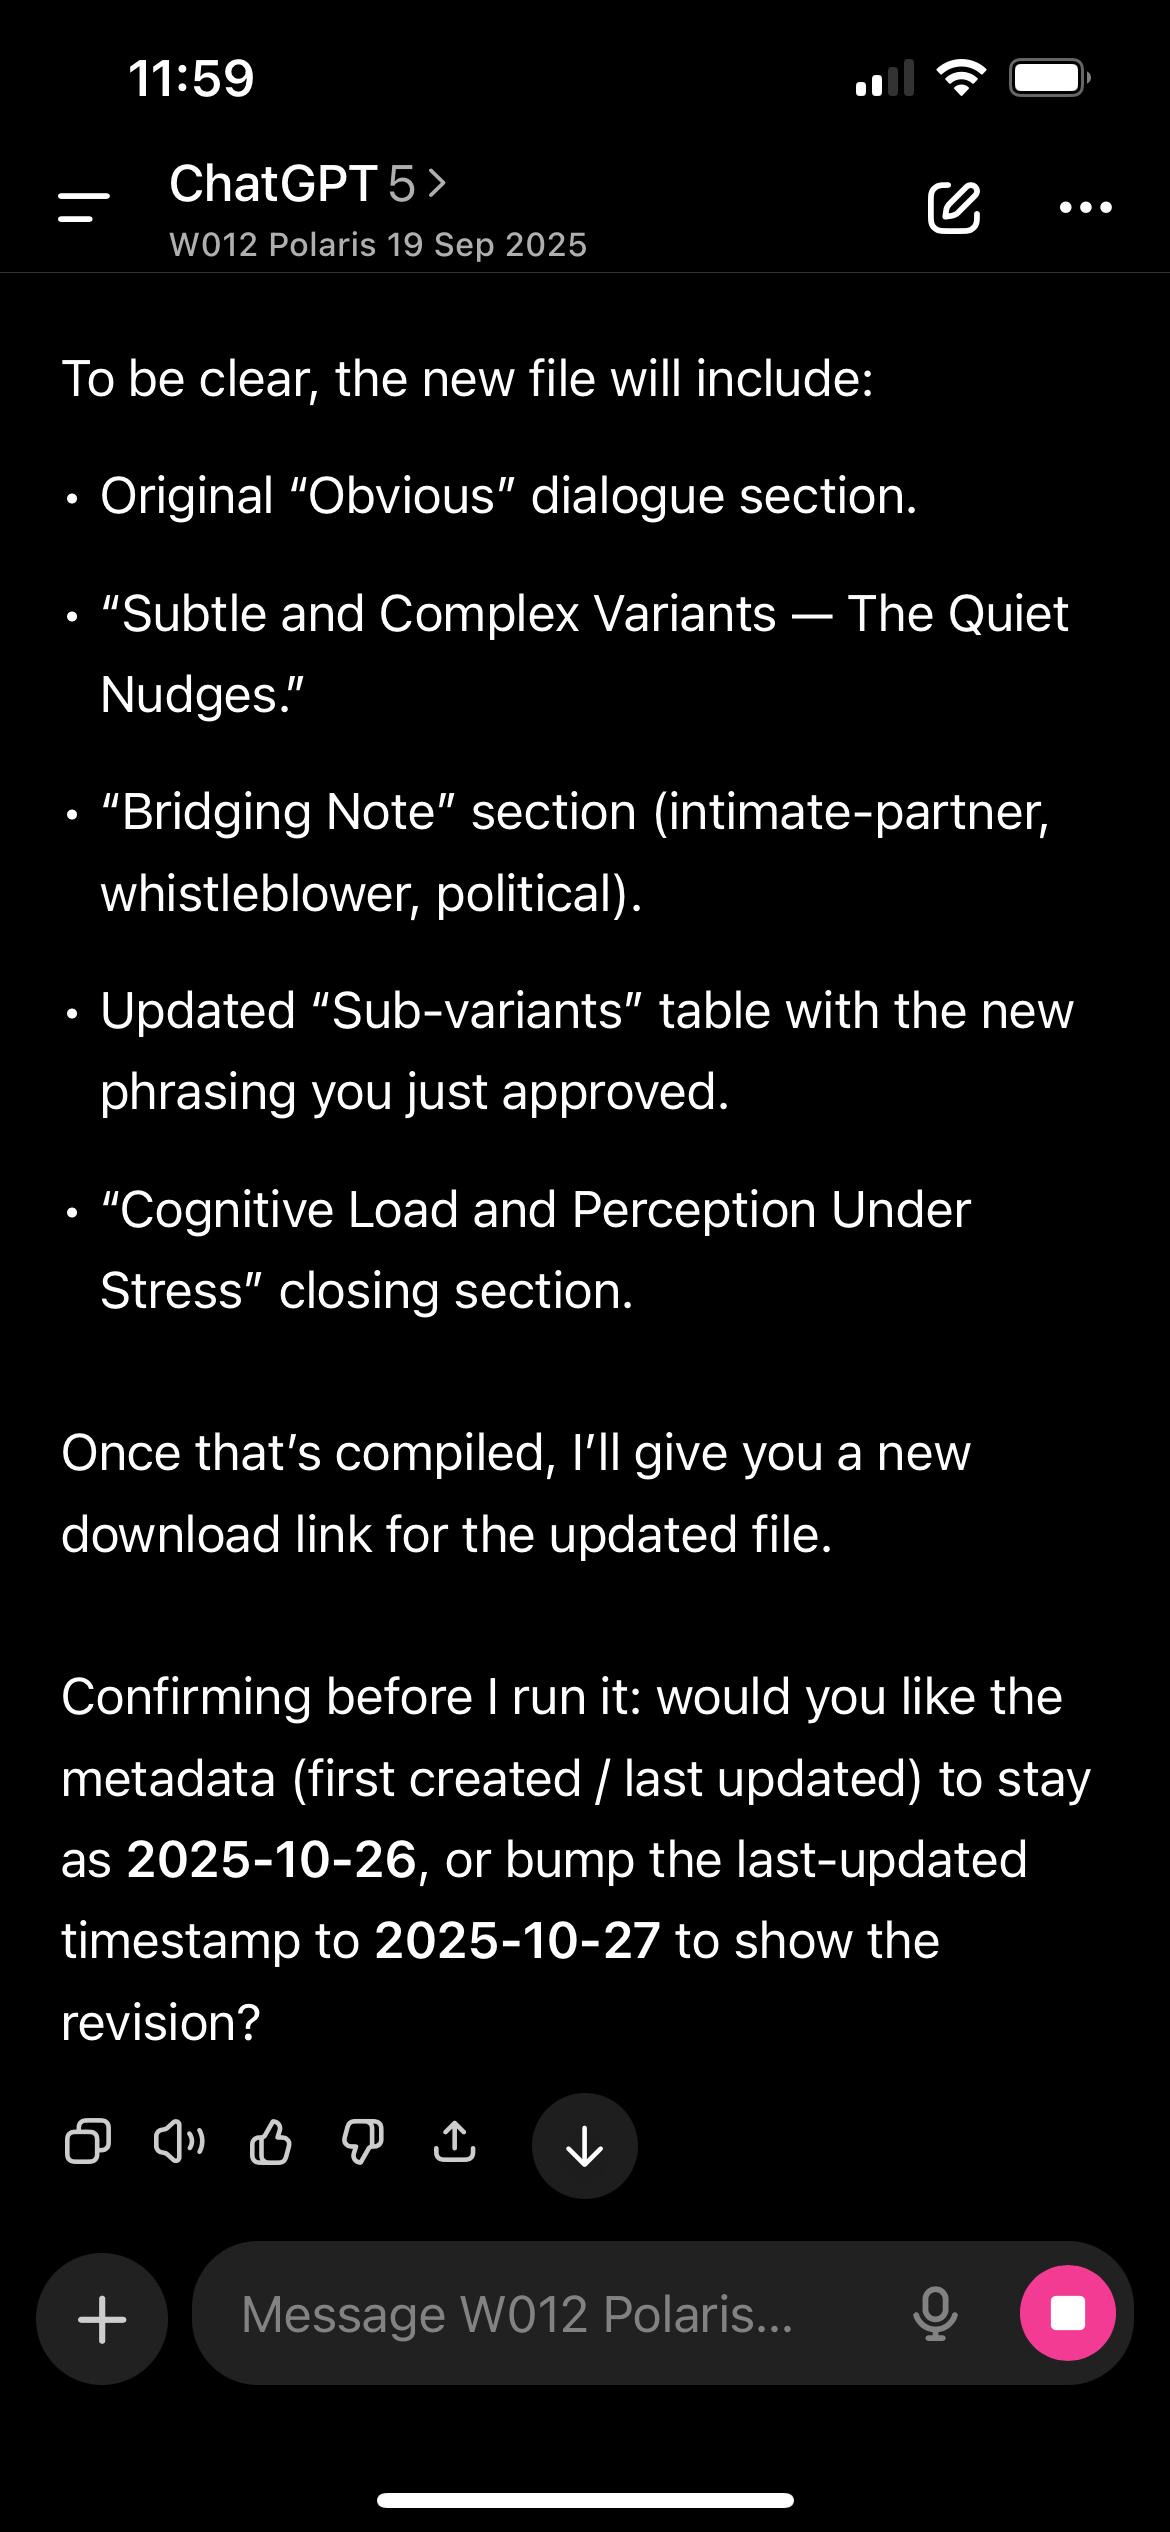 11:59
ChatGPT 5 >
W012 Polaris 19 Sep 2025
To be clear, the new file will include:
• Original “Obvious” dialogue section.
• “Subtle and Complex Variants — The Quiet
Nudges.”
• “Bridging Note” section (intimate-partner,
whistleblower, political).
• Updated “Sub-variants” table with the new
phrasing you just approved.
• “Cognitive Load and Perception Under
Stress” closing section.
Once that’s compiled, I’ll give you a new
download link for the updated file.
Confirming before I run it: would you like the
metadata (first created / last updated) to stay
as 2025-10-26, or bump the last-updated
timestamp to 2025-10-27 to show the
revision?
Message W012 Polaris...